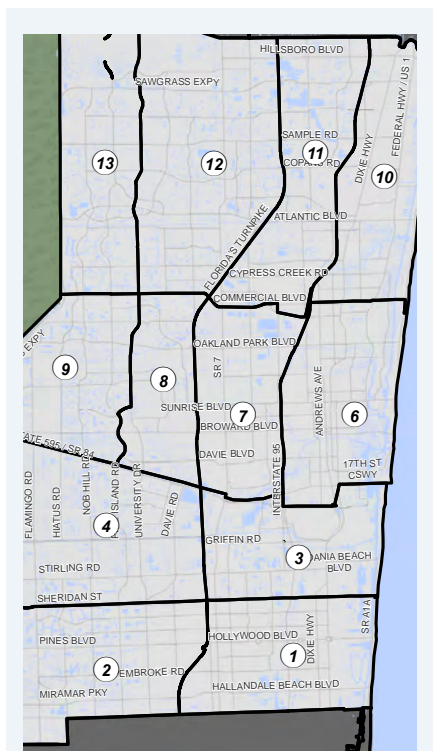 HILLSBORO BLVD
FEDERAL HWY / US 1
SAWGRASS EXPY
SAMPLE RD
11
13
12
COPANS RD
DIXIE HWY
10
ATLANTIC BLVD
FLORIDA'S TURNPIKE
CYPRESS CREEK RD
COMMERCIAL BLVD
EXPY
OAKLAND PARK BLVD
9
SR 7
8
ANDREWS AVE
SUNRISE BLVD
7
6
BROWARD BLVD
595 / SR 84
DAVIE BLVD
17TH ST
CSWY
INTERSTATE 95
NOB HILL RD
ISLAND RD
UNIVERSITY DR
FLAMINGO RD
HIATUS RD
DAVIE RD
4
GRIFFIN RD
3
DANIA BEACH
BLVD
STIRLING RD
SHERIDAN ST
SR A1A
PINES BLVD
HOLLYWOOD BLVD
DIXIE HWY
1
2
EMBROKE RD
HALLANDALE BEACH BLVD
MIRAMAR PKY